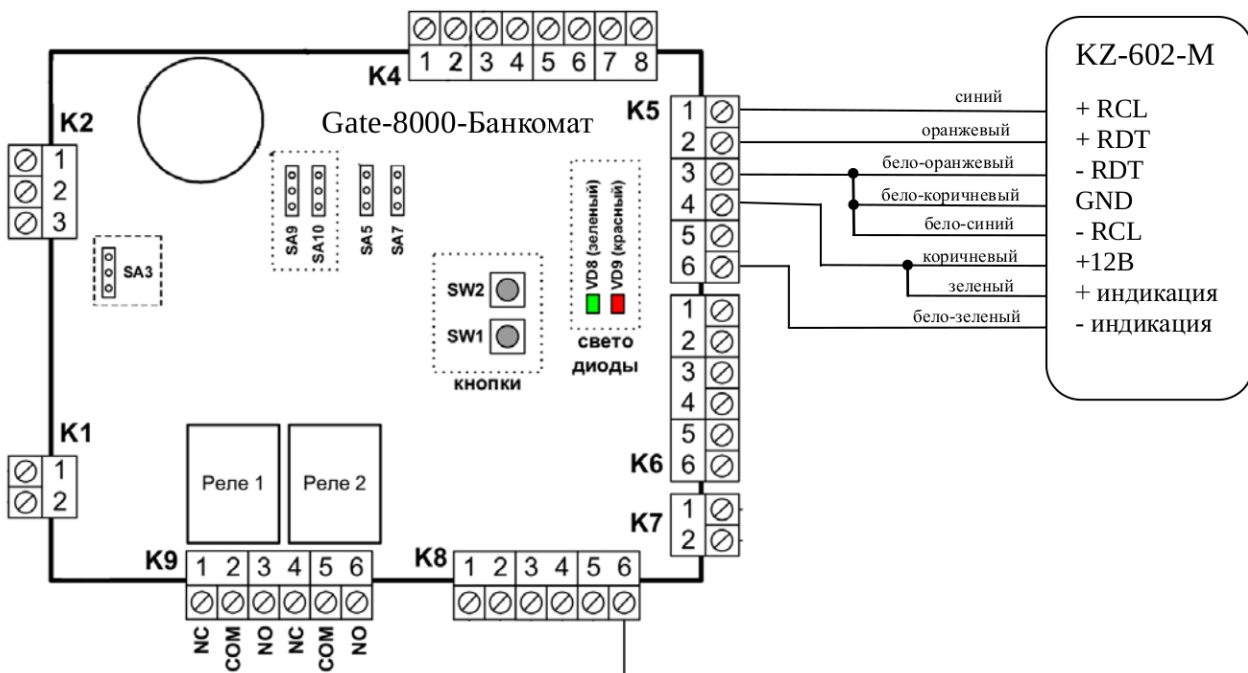 K4
1 2 3 4 5 6 7 8
KZ-602-M
K2
1
2
3
Gate-8000-Банкомат
K5
1
2
3
4
5
6
синий
оранжевый
бело-оранжевый
бело-коричневый
бело-синий
коричневый
зеленый
бело-зеленый
+ RCL
+ RDT
- RDT
GND
- RCL
+12В
+ индикация
- индикация
SA9
SA10
SA5
SA7
SA3
SW2
SW1
кнопки
VD8 (зеленый)
VD9 (красный)
свето
диоды
1
2
3
4
5
6
K6
K1
1
2
Реле 1
Реле 2
K7
1
2
K9
1 2 3 4 5 6
NC
COM
NO
NC
COM
NO
K8
1 2 3 4 5 6